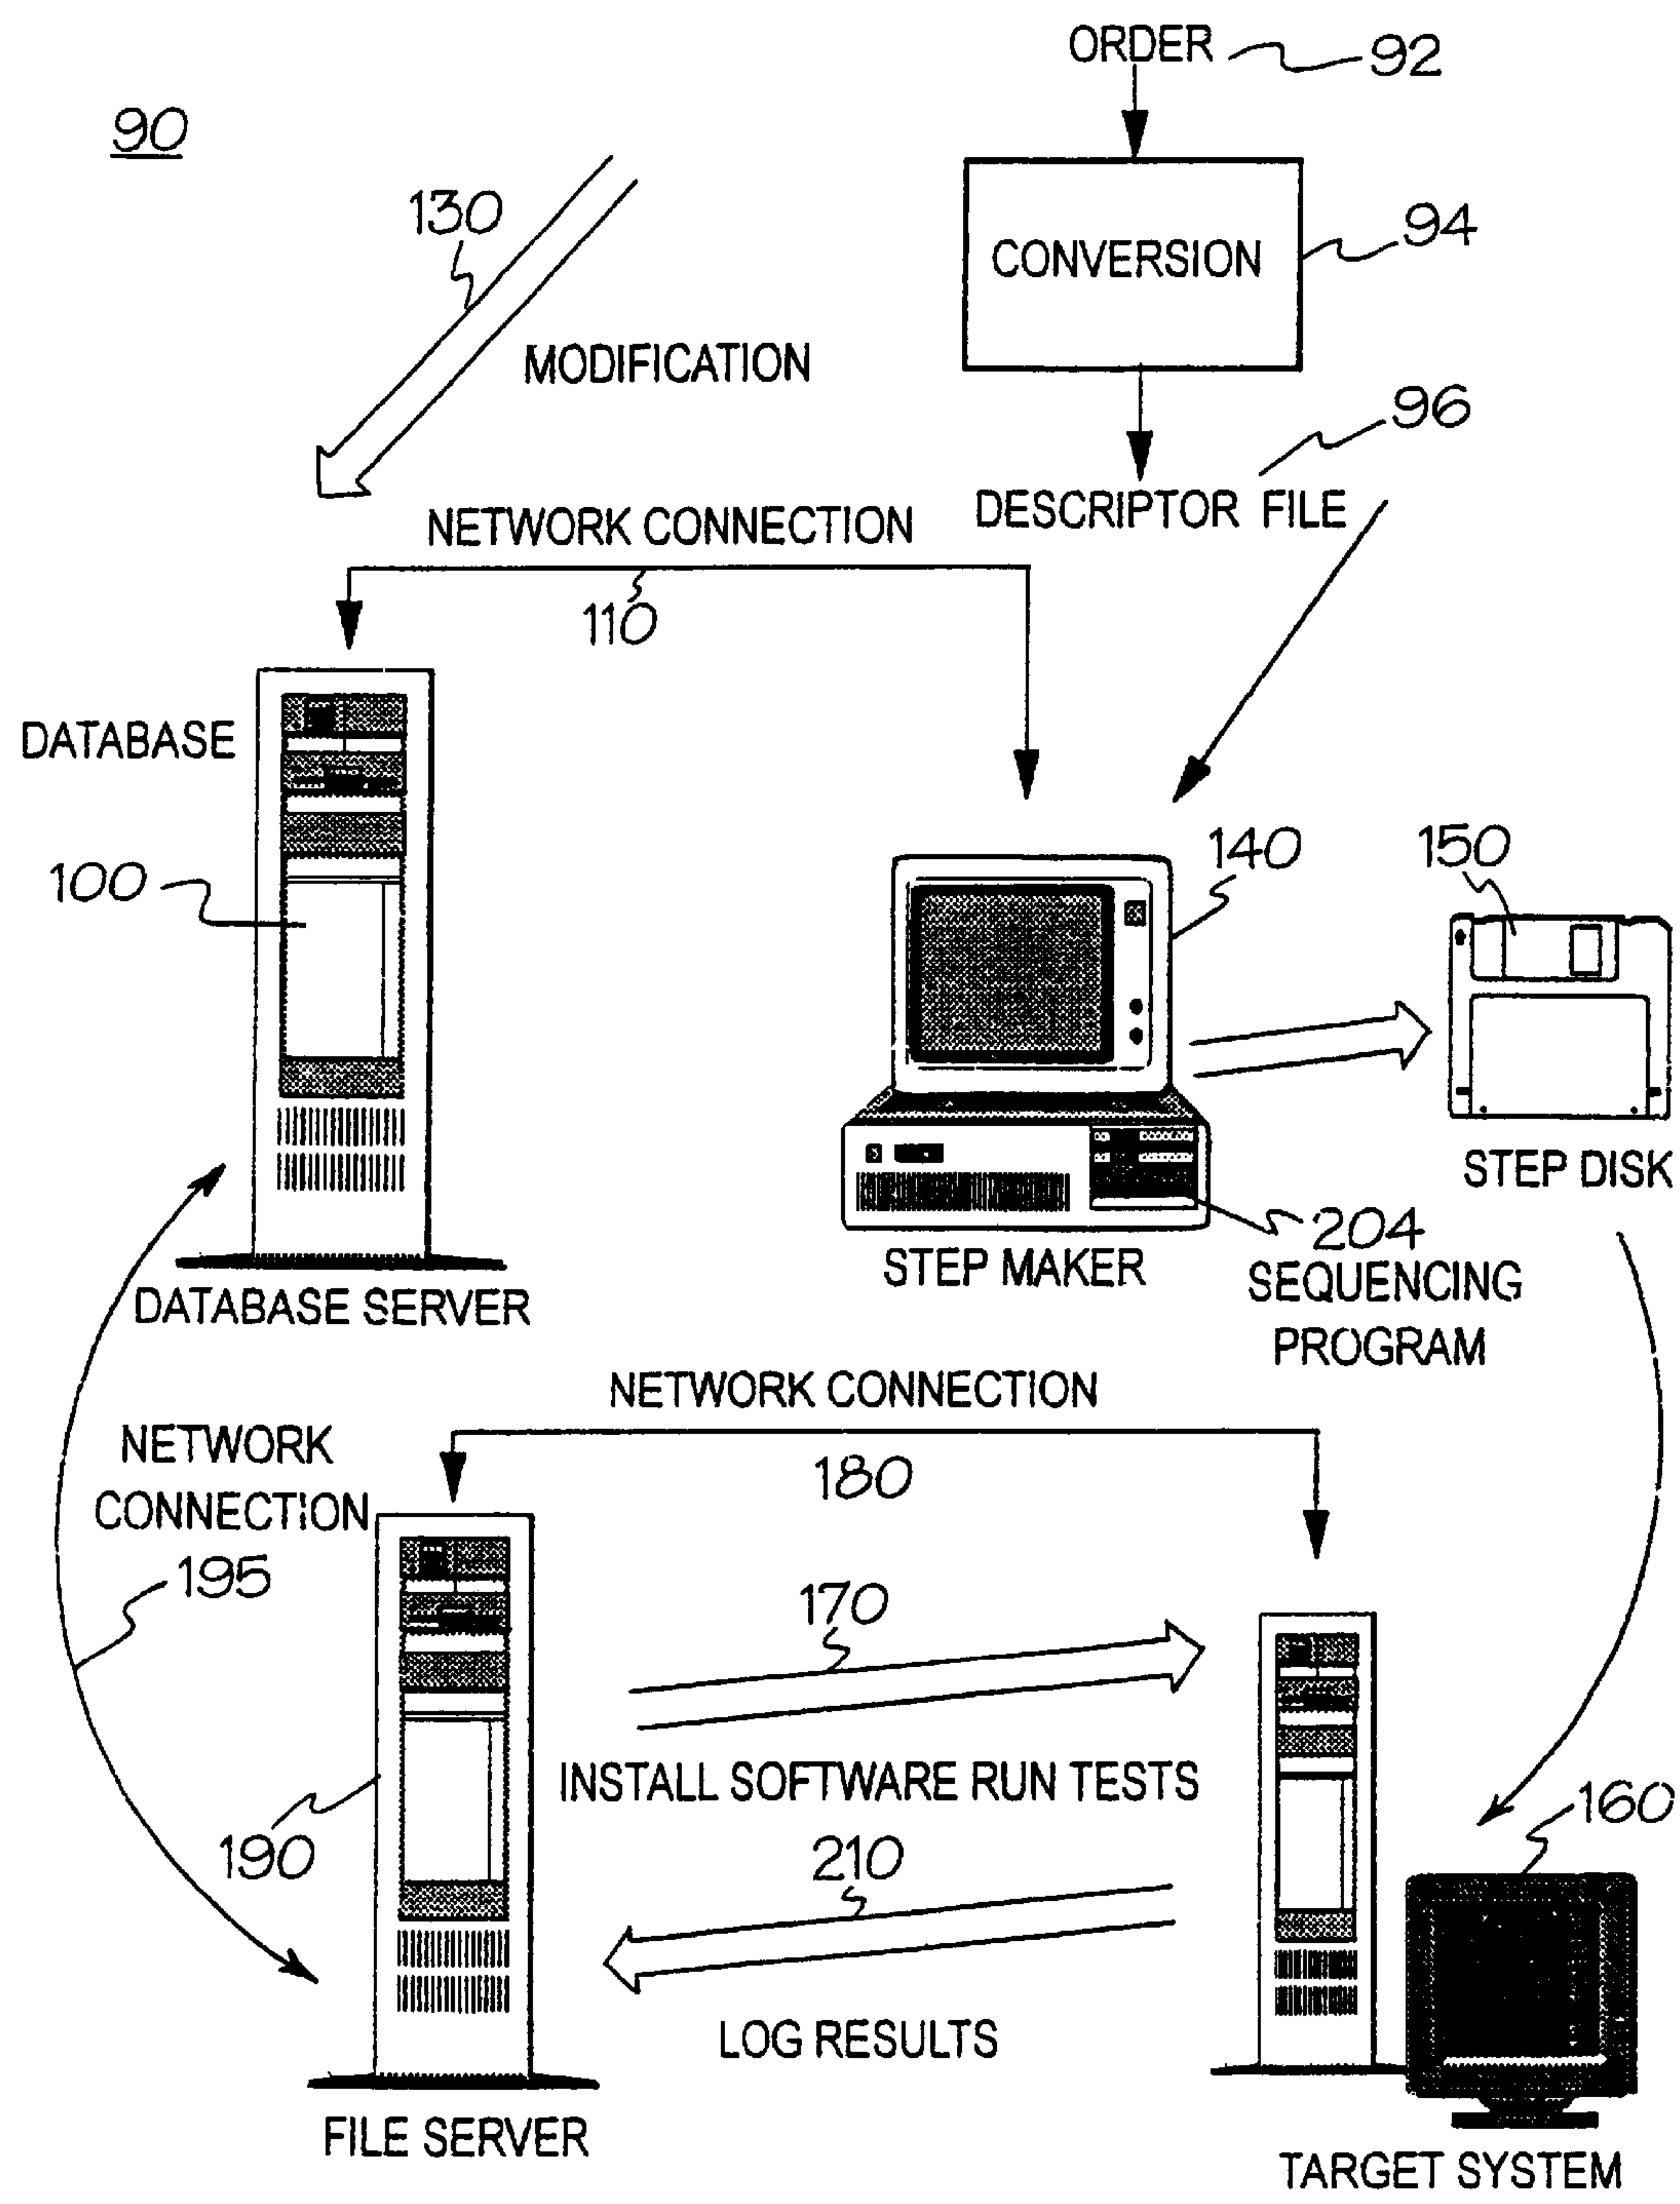 ORDER 92
90
130
CONVERSION
94
MODIFICATION
96
DESCRIPTOR FILE
NETWORK CONNECTION
110
DATABASE
100
140
150
STEP DISK
204
STEP MAKER
SEQUENCING
PROGRAM
DATABASE SERVER
NETWORK CONNECTION
180
NETWORK
CONNECTION
195
170
INSTALL SOFTWARE RUN TESTS
160
190
210
LOG RESULTS
FILE SERVER
TARGET SYSTEM